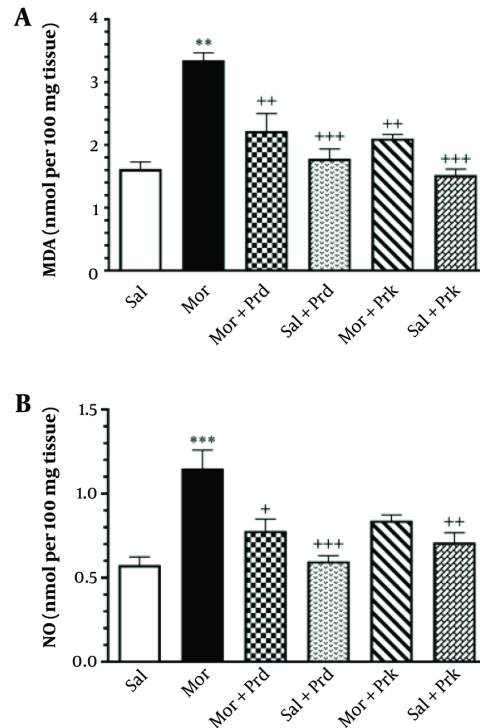 A
MDA (nmol per 100 mg tissue)
4
3
2
1
0
**
++
+++
++
+++
Sal
Mor
Mor + Prd
Sal + Prd
Mor + Prk
Sal + Prk
B
NO (nmol per 100 mg tissue)
1.5
1.0
0.5
0.0
***
+
+++
++
Sal
Mor
Mor + Prd
Sal + Prd
Mor + Prk
Sal + Prk